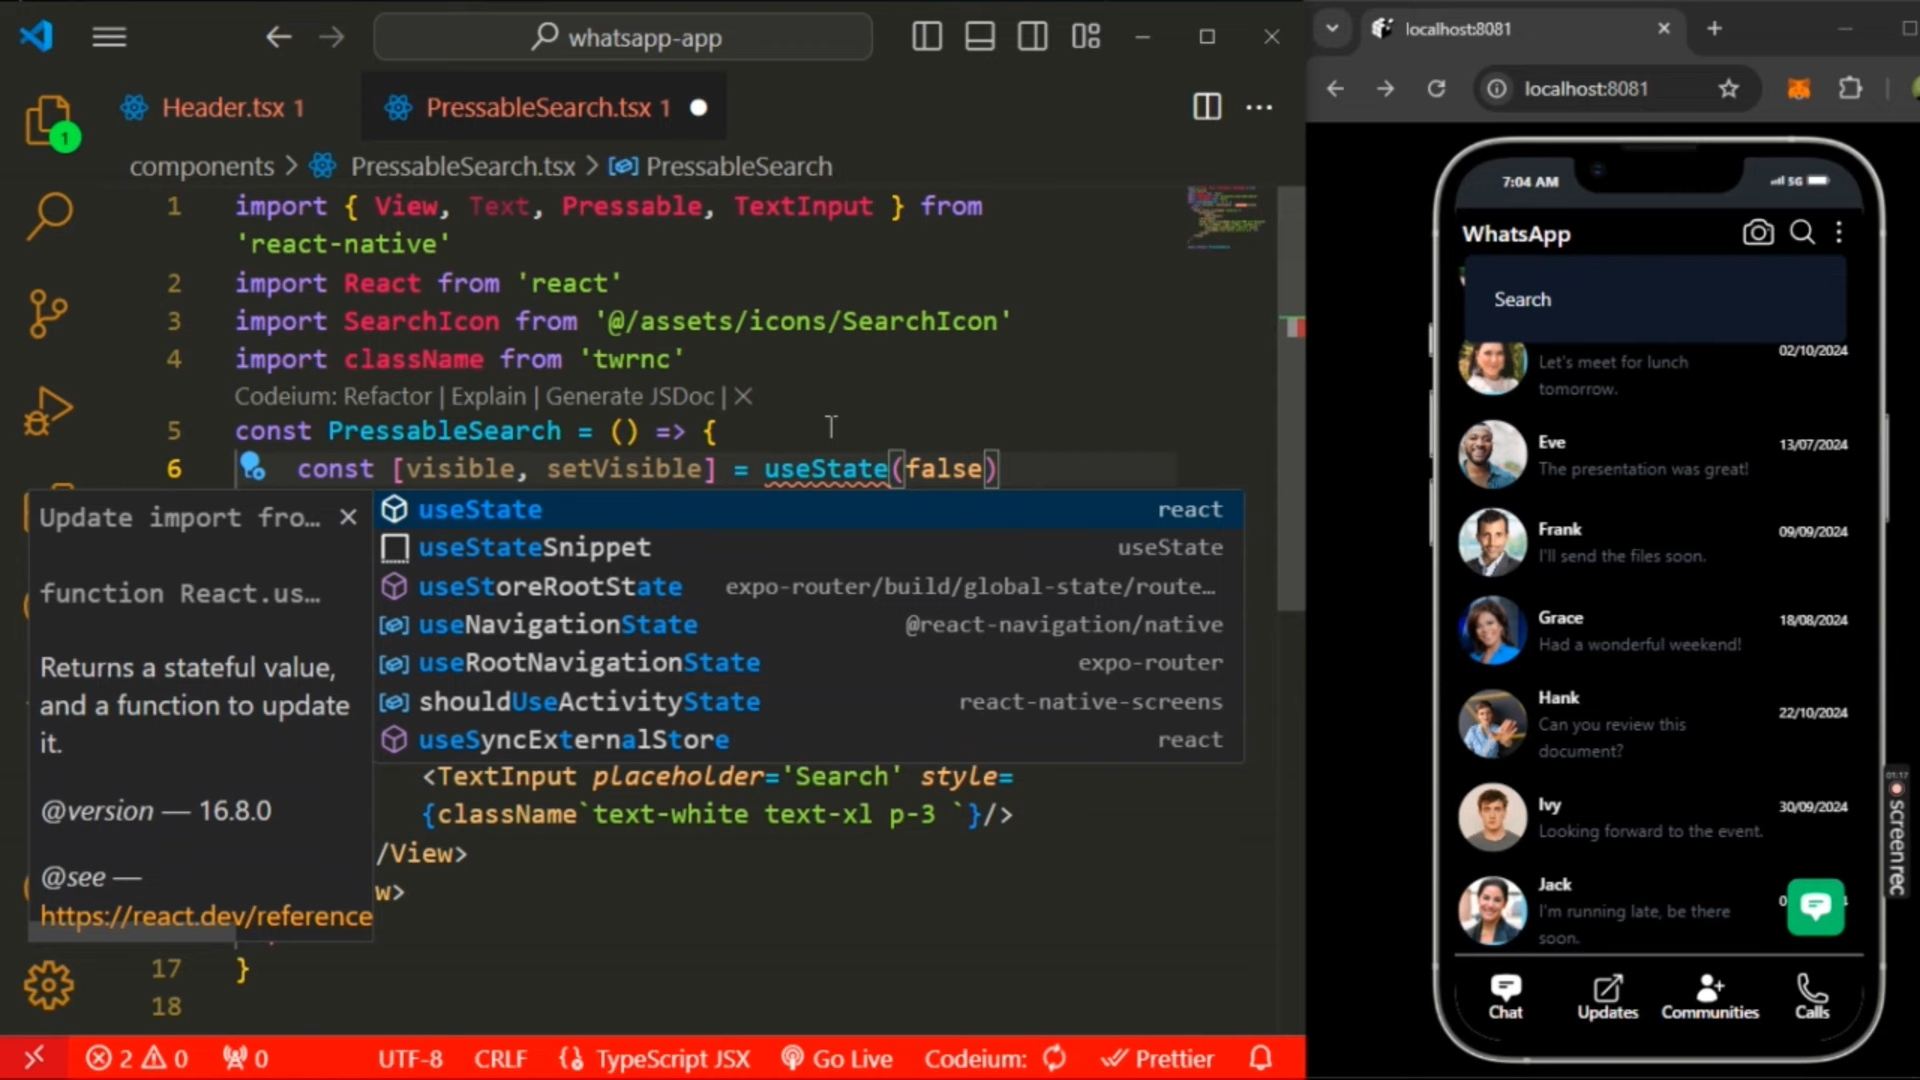 whatsapp-app
Header.tsx 1
PressableSearch.tsx 1
1
components > PressableSearch.tsx > PressableSearch
1 import { View, Text, Pressable, TextInput } from
'react-native'
2 import React from 'react'
3 import SearchIcon from '@/assets/icons/SearchIcon'
4 import className from 'twrnc'
Codeium: Refactor | Explain | Generate JSDoc | ×
5 const PressableSearch = () => {
6 const [visible, setVisible] = useState(false)
Update import fro...
function React.us...
Returns a stateful value,
and a function to update
it.
@version — 16.8.0
@see —
https://react.dev/reference
useState react
useStateSnippet useState
useStoreRootState expo-router/build/global-state/route...
useNavigationState @react-navigation/native
useRootNavigationState expo-router
shouldUseActivityState react-native-screens
useSyncExternalStore react
<TextInput placeholder='Search' style=
{className`text-white text-xl p-3 `}/>
/View>
w>
17 }
18
2 0 0 UTF-8 CRLF {} TypeScript JSX Go Live Codeium: Prettier
localhost:8081
localhost:8081
7:04 AM 5G
WhatsApp
Search
02/10/2024
Let's meet for lunch
tomorrow.
Eve 13/07/2024
The presentation was great!
Frank 09/09/2024
I'll send the files soon.
Grace 18/08/2024
Had a wonderful weekend!
Hank 22/10/2024
Can you review this
document?
Ivy 30/09/2024
Looking forward to the event.
Jack
I'm running late, be there
soon.
Chat Updates Communities Calls
01:17
screenrec